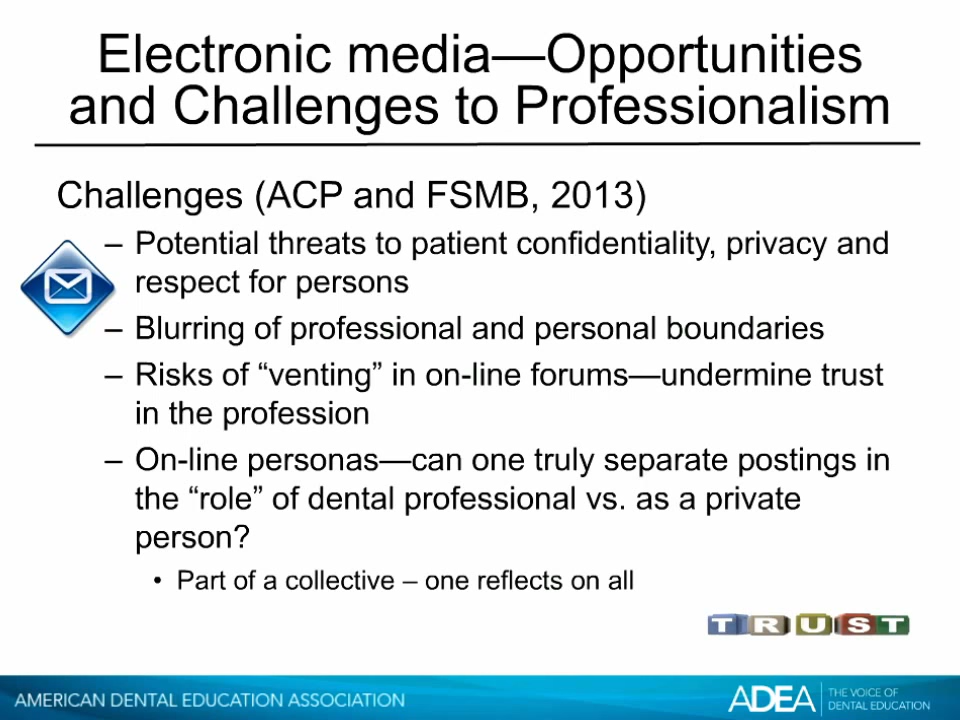 Electronic media—Opportunities
and Challenges to Professionalism
Challenges (ACP and FSMB, 2013)
– Potential threats to patient confidentiality, privacy and
respect for persons
– Blurring of professional and personal boundaries
– Risks of “venting” in on-line forums—undermine trust
in the profession
– On-line personas—can one truly separate postings in
the “role” of dental professional vs. as a private
person?
• Part of a collective – one reflects on all
TRUST
AMERICAN DENTAL EDUCATION ASSOCIATION
ADEA
THE VOICE OF
DENTAL EDUCATION